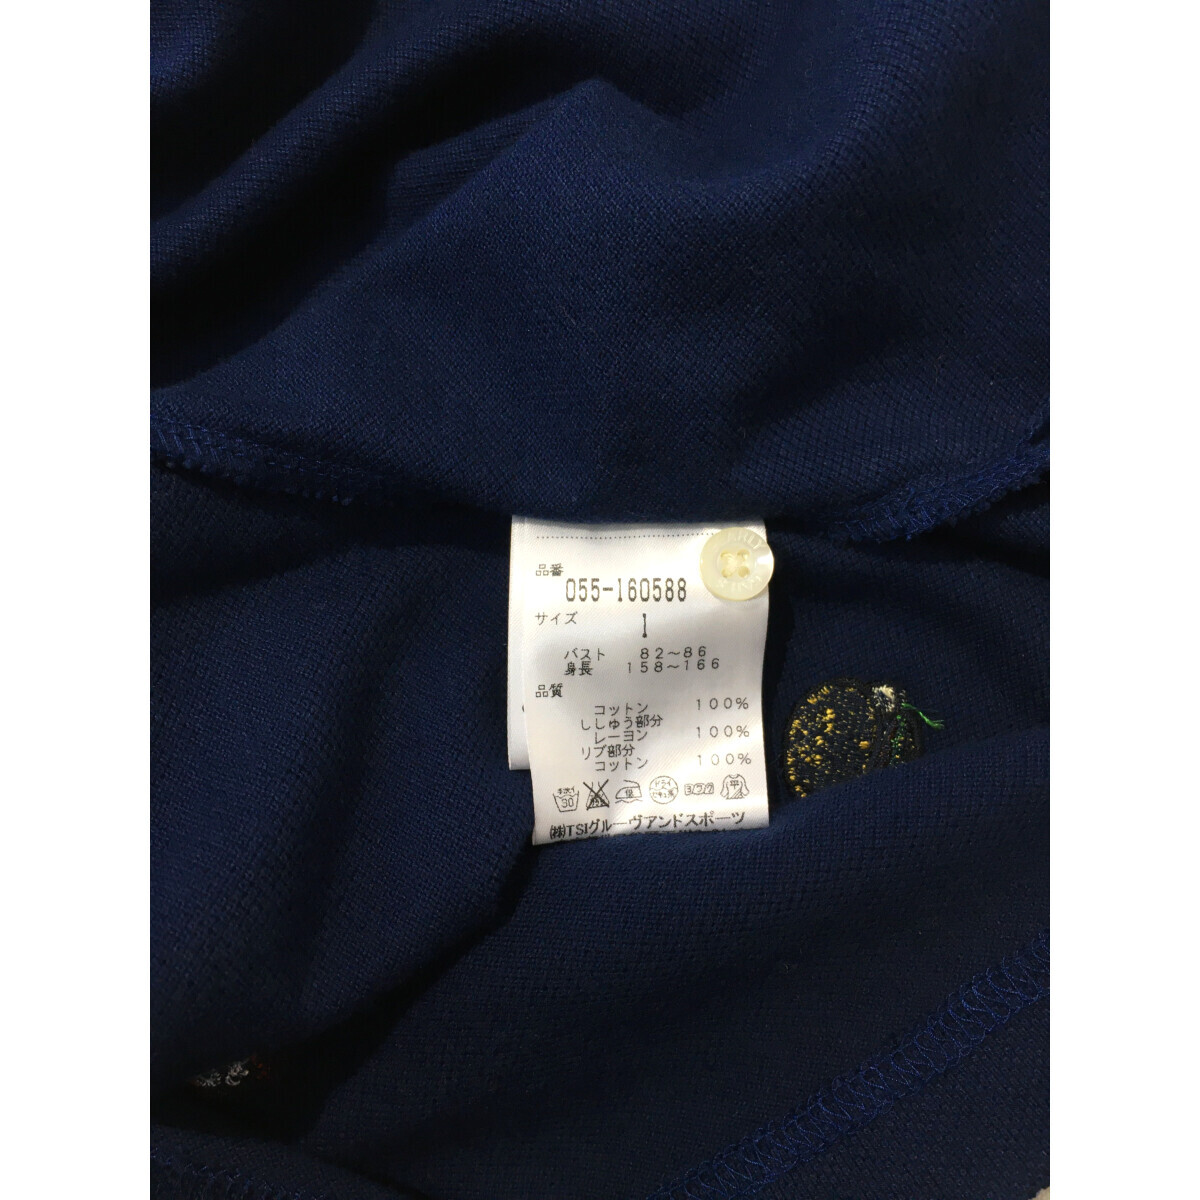 品番
055-160588
サイズ
1
バスト 82～86
身長 158～166
品質
コットン 100%
ししゅう部分
レーヨン 100%
リブ部分
コットン 100%
30
㈱TSIグルーヴアンドスポーツ